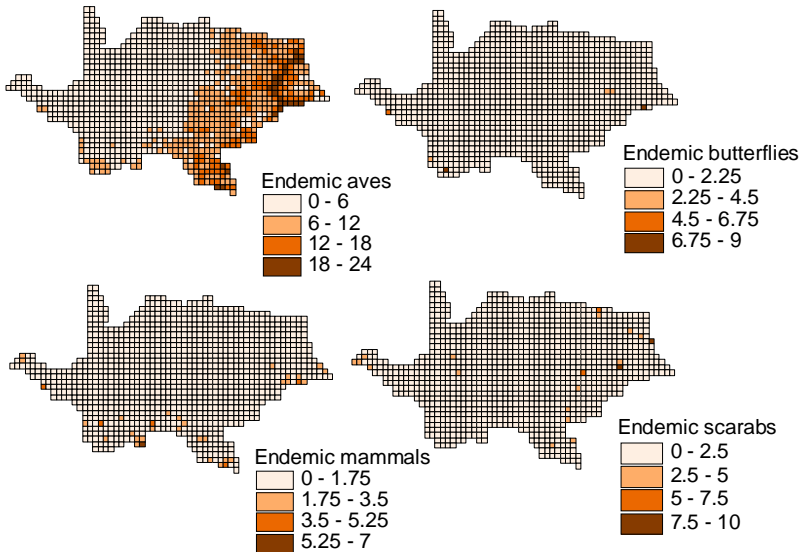 Endemic aves
0 - 6
6 - 12
12 - 18
18 - 24
Endemic butterflies
0 - 2.25
2.25 - 4.5
4.5 - 6.75
6.75 - 9
Endemic mammals
0 - 1.75
1.75 - 3.5
3.5 - 5.25
5.25 - 7
Endemic scarabs
0 - 2.5
2.5 - 5
5 - 7.5
7.5 - 10